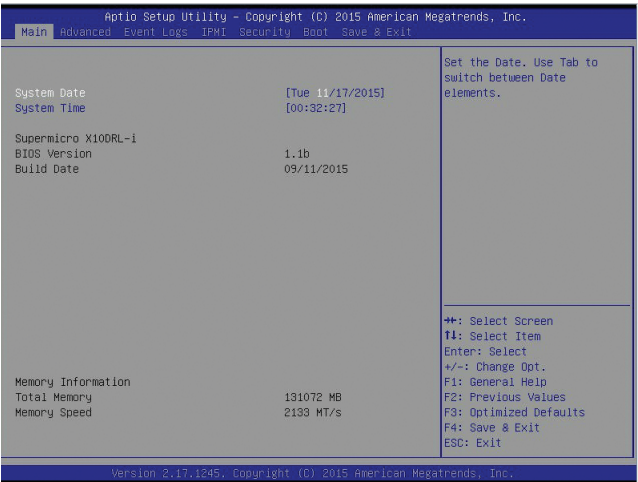 Aptio Setup Utility – Copyright (C) 2015 American Megatrends, Inc.
Main Advanced Event Logs IPMI Security Boot Save & Exit
Set the Date. Use Tab to
switch between Date
elements.
System Date [Tue 11/17/2015]
System Time [00:32:27]
Supermicro X10DRL-i
BIOS Version 1.1b
Build Date 09/11/2015
Memory Information
Total Memory 131072 MB
Memory Speed 2133 MT/s
→←: Select Screen
↑↓: Select Item
Enter: Select
+/-: Change Opt.
F1: General Help
F2: Previous Values
F3: Optimized Defaults
F4: Save & Exit
ESC: Exit
Version 2.17.1245. Copyright (C) 2015 American Megatrends, Inc.